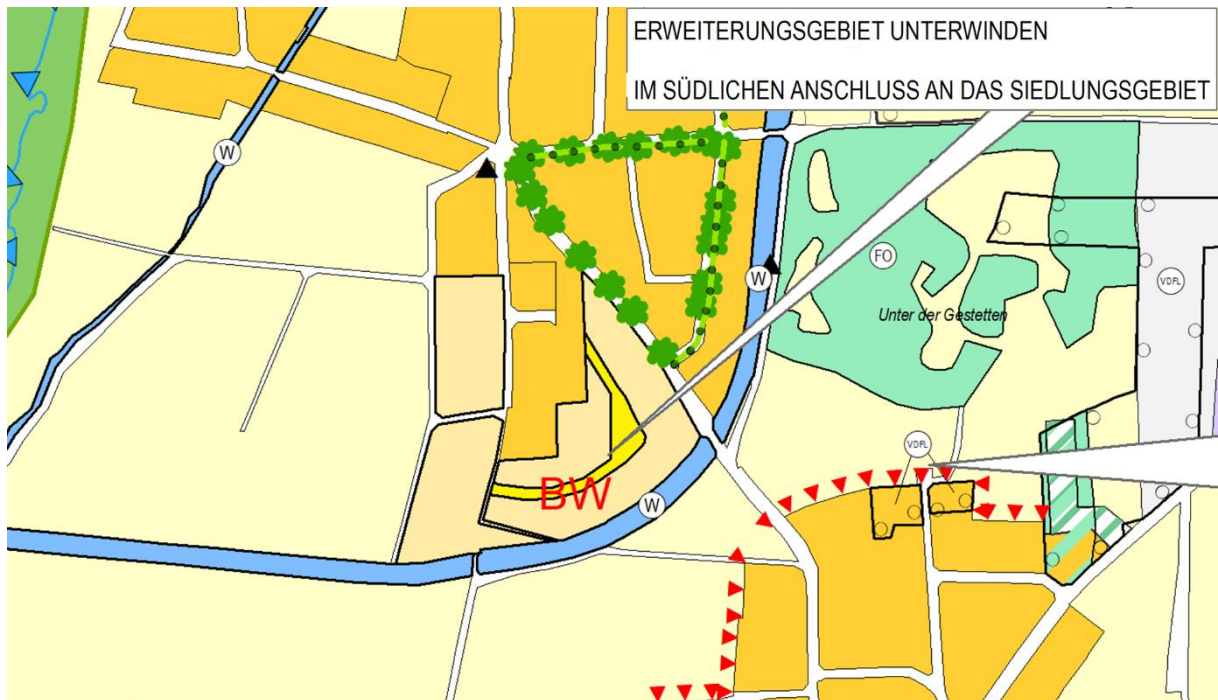 ERWEITERUNGSGEBIET UNTERWINDEN
IM SÜDLICHEN ANSCHLUSS AN DAS SIEDLUNGSGEBIET
W
W
FO
VDFL
Unter der Gestetten
VDFL
BW
W